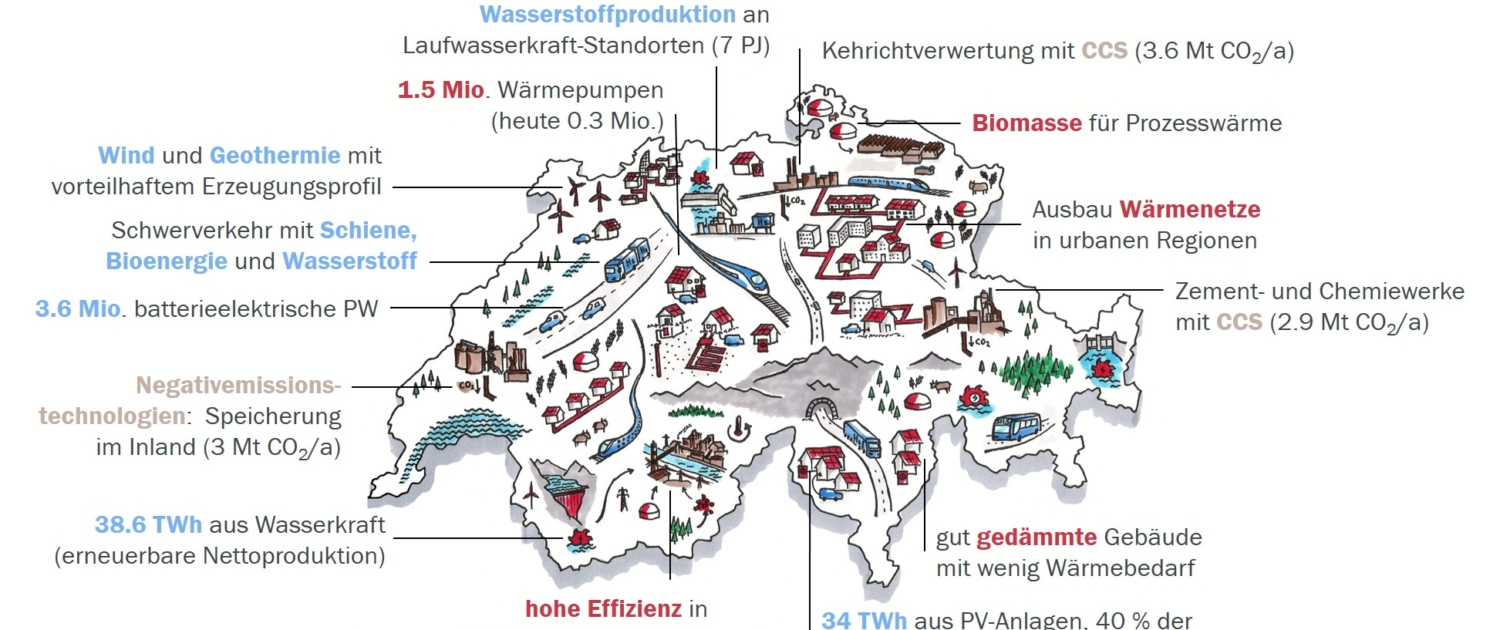 Wasserstoffproduktion an
Laufwasserkraft-Standorten (7 PJ)
Kehrichtverwertung mit CCS (3.6 Mt CO₂/a)
1.5 Mio. Wärmepumpen
(heute 0.3 Mio.)
Biomasse für Prozesswärme
Wind und Geothermie mit
vorteilhaftem Erzeugungsprofil
CO₂
Ausbau Wärmenetze
in urbanen Regionen
Schwerverkehr mit Schiene,
Bioenergie und Wasserstoff
3.6 Mio. batterieelektrische PW
Zement- und Chemiewerke
mit CCS (2.9 Mt CO₂/a)
CO₂
CO₂
Negativemissions-
technologien: Speicherung
im Inland (3 Mt CO₂/a)
38.6 TWh aus Wasserkraft
(erneuerbare Nettoproduktion)
gut gedämmte Gebäude
mit wenig Wärmebedarf
hohe Effizienz in
34 TWh aus PV-Anlagen, 40 % der